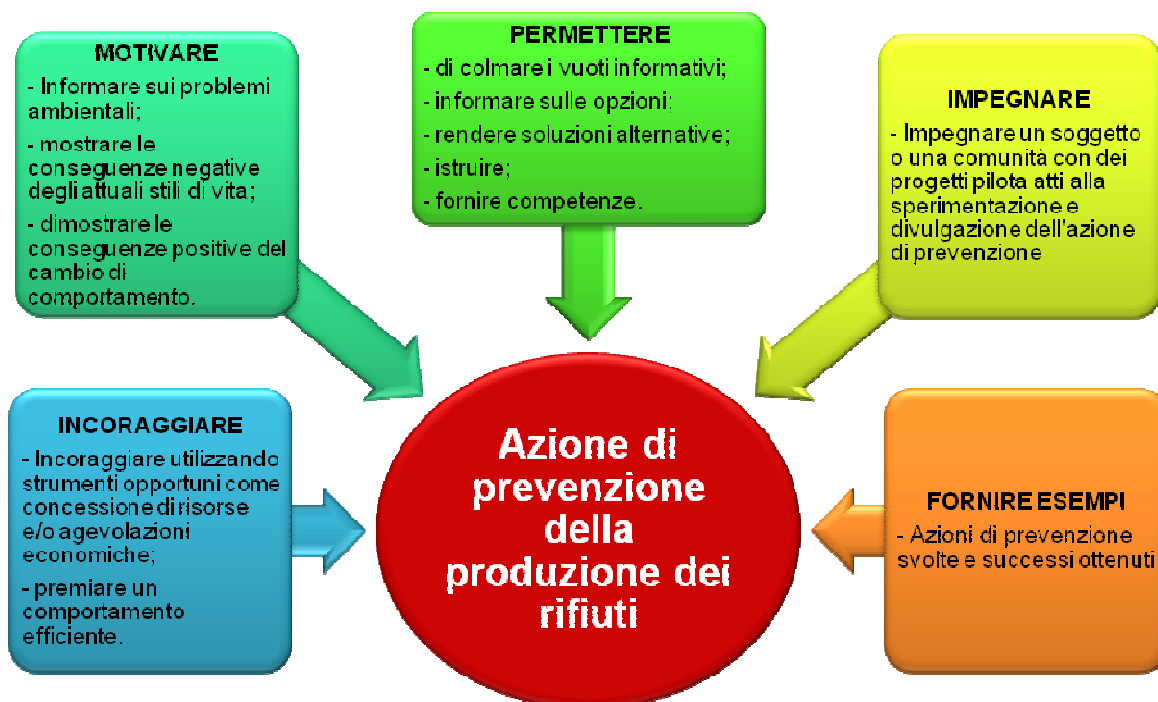 MOTIVARE
- Informare sui problemi
ambientali;
- mostrare le
conseguenze negative
degli attuali stili di vita;
- dimostrare le
conseguenze positive del
cambio di
comportamento.
PERMETTERE
- di colmare i vuoti informativi;
- informare sulle opzioni;
- rendere soluzioni alternative;
- istruire;
- fornire competenze.
IMPEGNARE
- Impegnare un soggetto
o una comunità con dei
progetti pilota atti alla
sperimentazione e
divulgazione dell'azione
di prevenzione
INCORAGGIARE
- Incoraggiare utilizzando
strumenti opportuni come
concessione di risorse
e/o agevolazioni
economiche;
- premiare un
comportamento
efficiente.
Azione di
prevenzione
della
produzione dei
rifiuti
FORNIRE ESEMPI
- Azioni di prevenzione
svolte e successi ottenuti